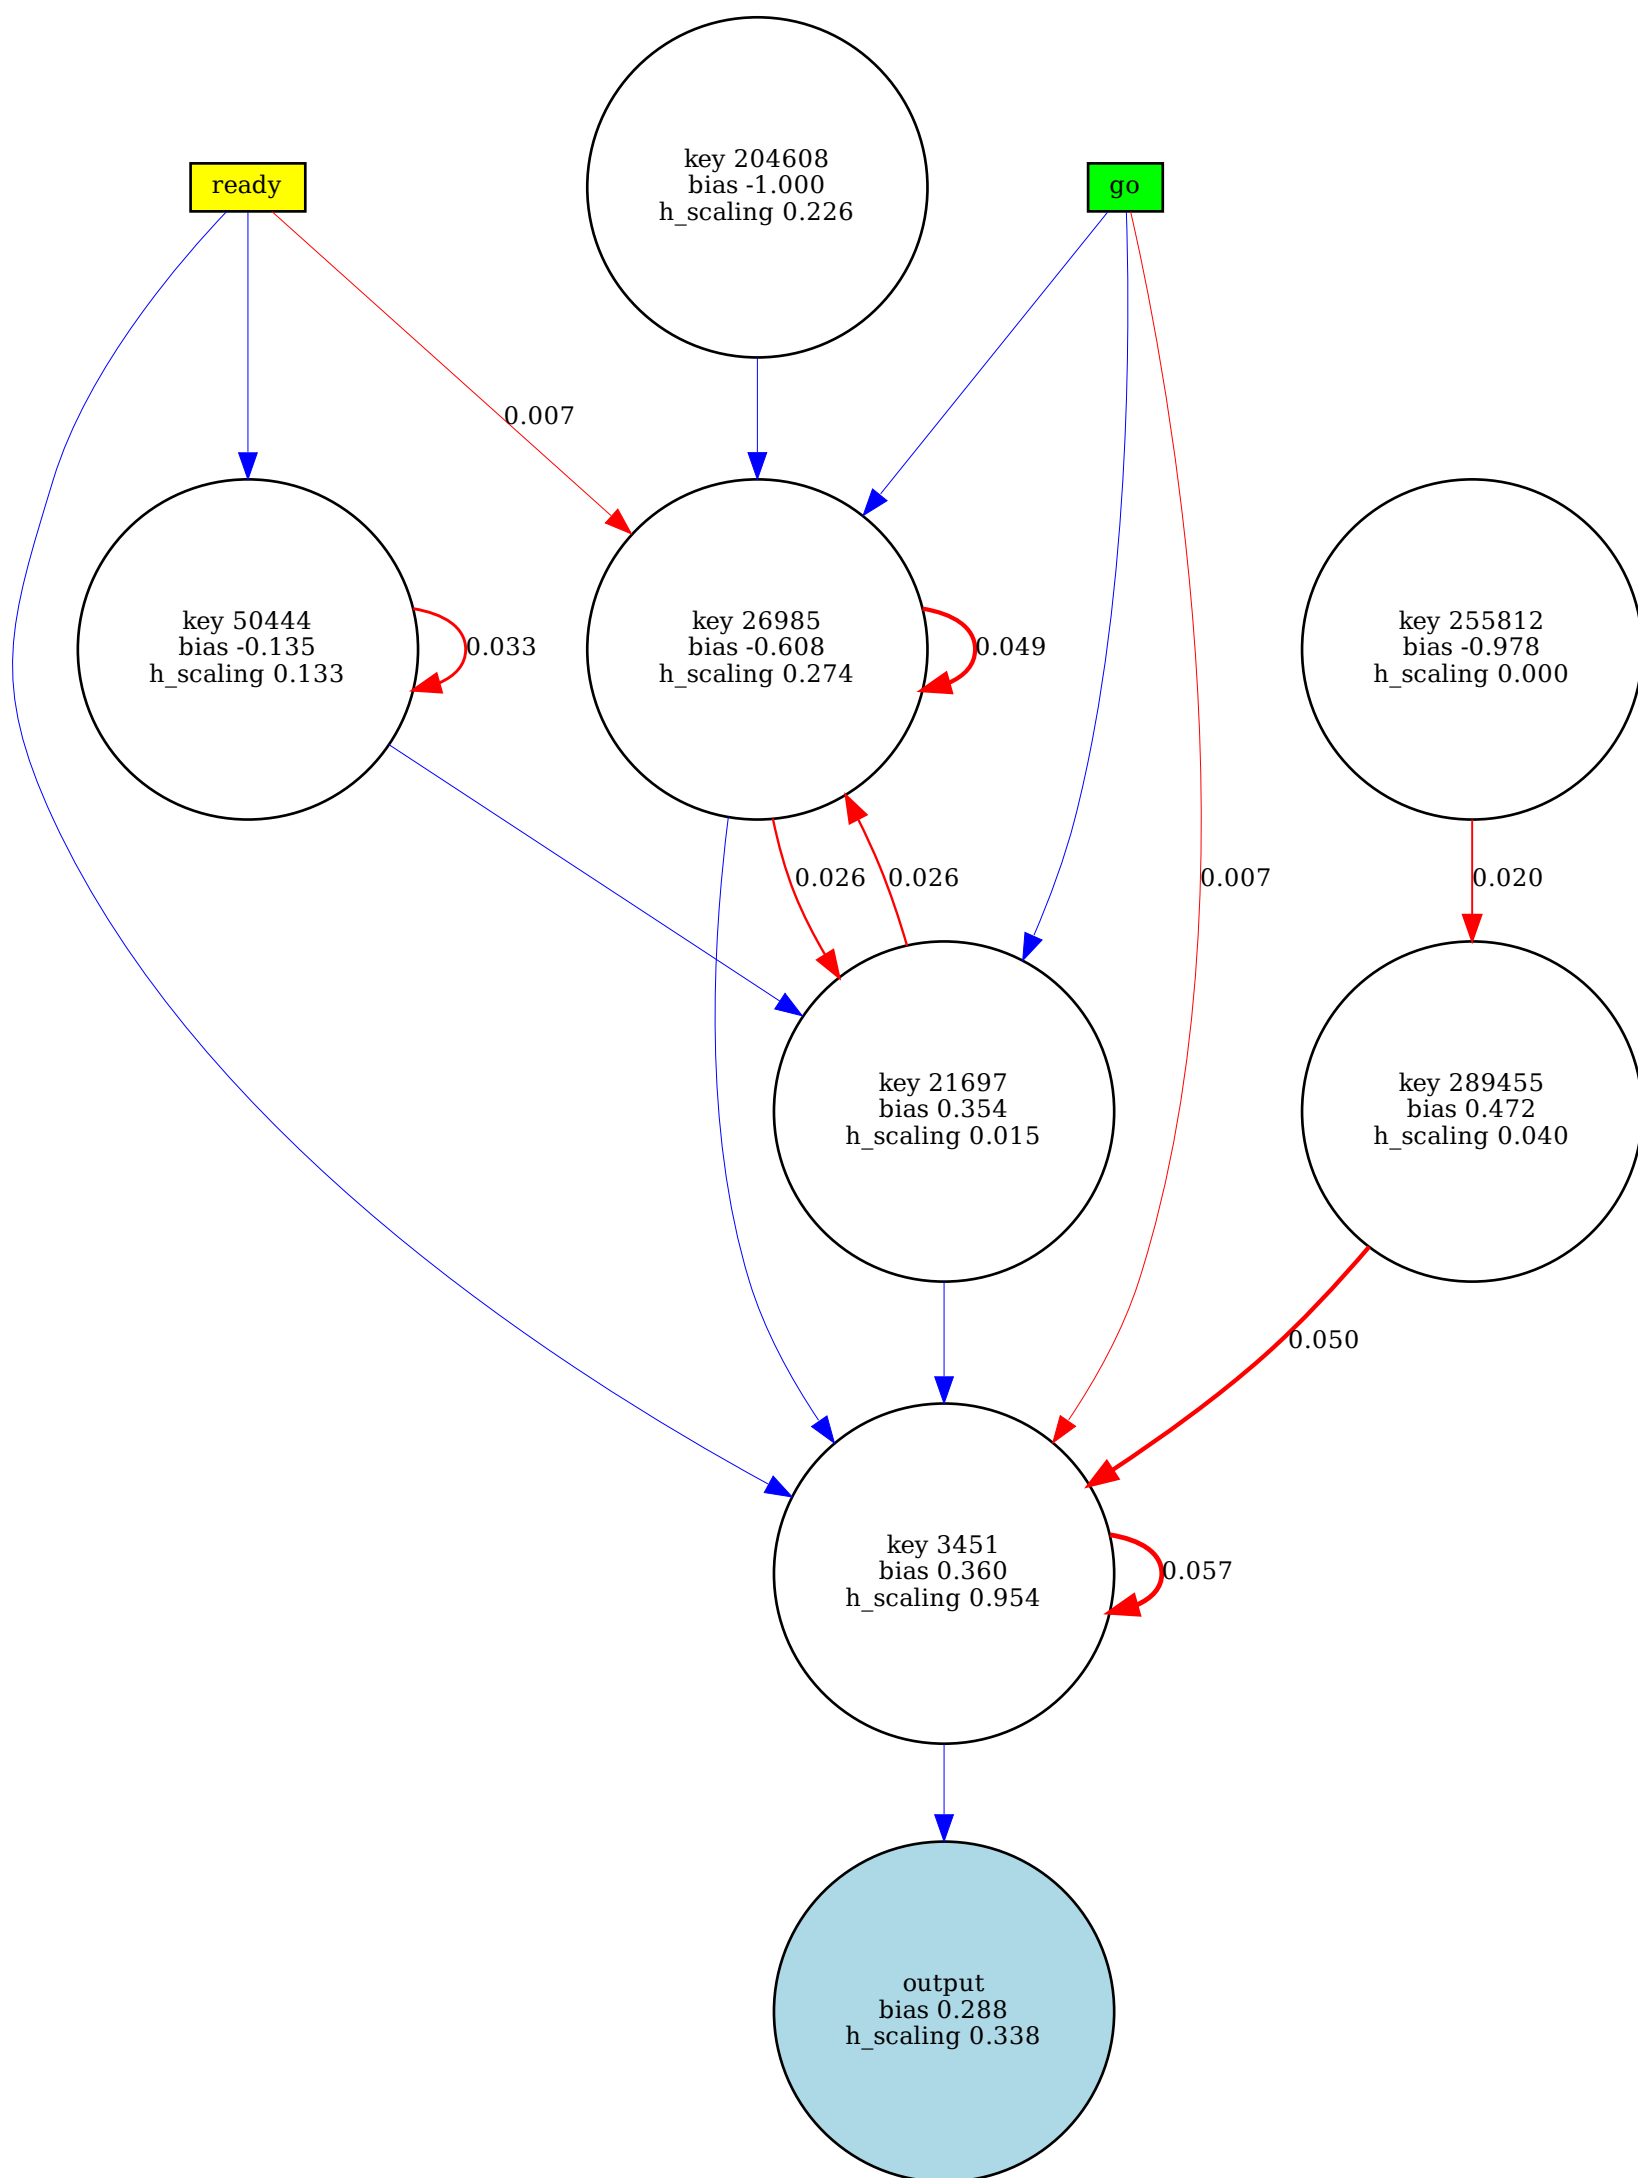 key 204608
bias -1.000
h_scaling 0.226
ready
go
0.007
key 50444
bias -0.135
h_scaling 0.133
0.033
key 26985
bias -0.608
h_scaling 0.274
0.049
key 255812
bias -0.978
h_scaling 0.000
0.026
0.026
0.007
0.020
key 21697
bias 0.354
h_scaling 0.015
key 289455
bias 0.472
h_scaling 0.040
0.050
key 3451
bias 0.360
h_scaling 0.954
0.057
output
bias 0.288
h_scaling 0.338